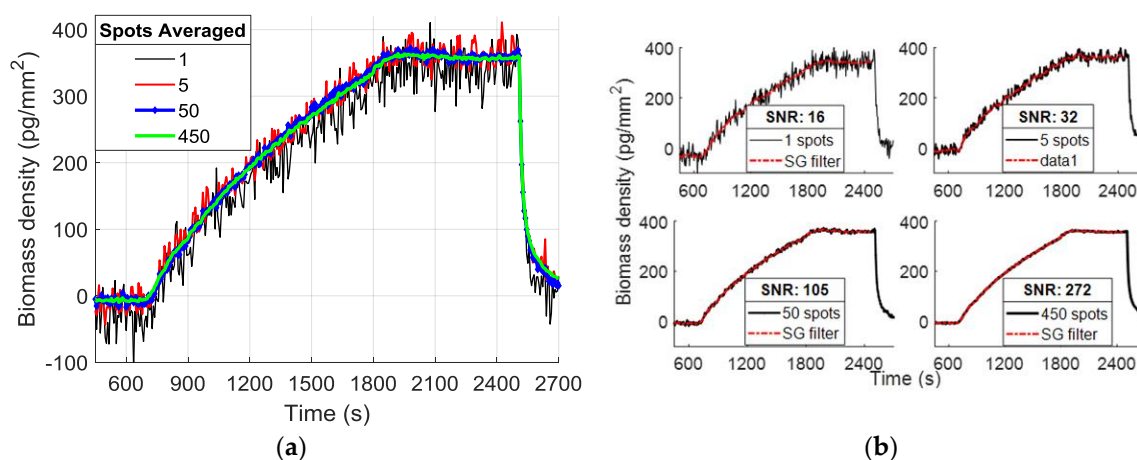 Spots Averaged
1
5
50
450
400
300
200
100
0
-100
Biomass density (pg/mm²)
600 900 1200 1500 1800 2100 2400 2700
Time (s)
(a)
Biomass density (pg/mm²)
400
200
0
SNR: 16
1 spots
SG filter
600 1200 1800 2400
400
200
0
SNR: 32
5 spots
data1
600 1200 1800 2400
400
200
0
SNR: 105
50 spots
SG filter
600 1200 1800 2400
400
200
0
SNR: 272
450 spots
SG filter
600 1200 1800 2400
Time (s)
(b)